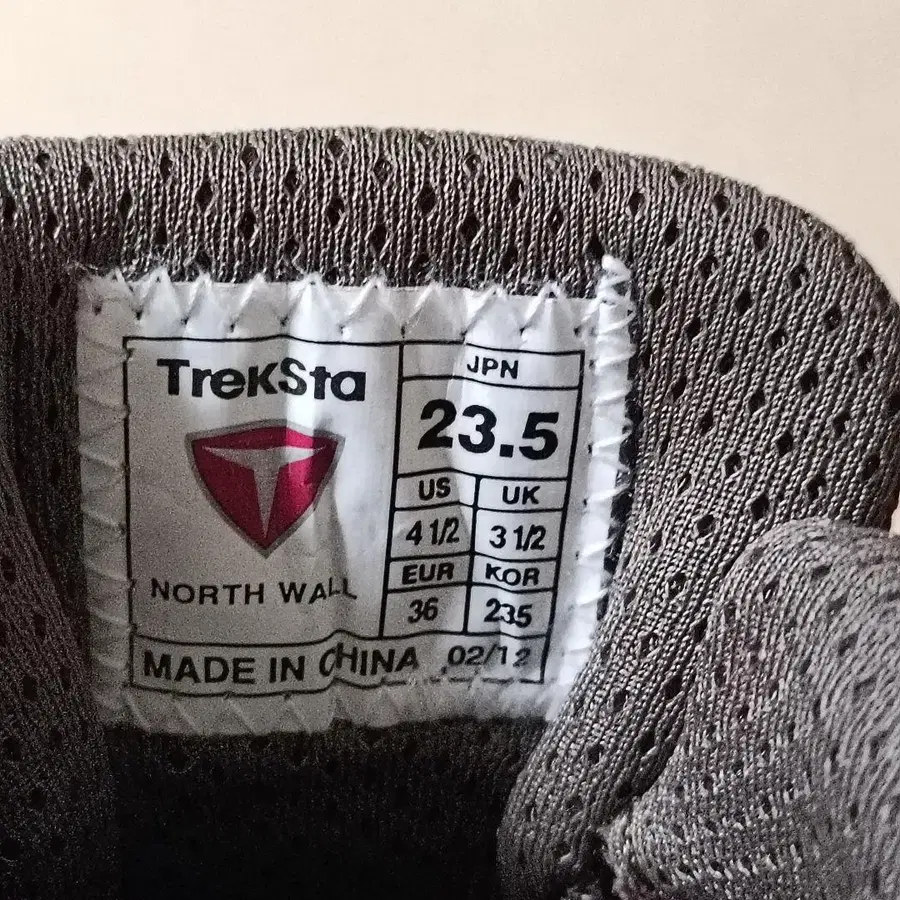 TrekSta
NORTH WALL
JPN
23.5
US UK
4 1/2 3 1/2
EUR KOR
36 235
MADE IN CHINA 02/12